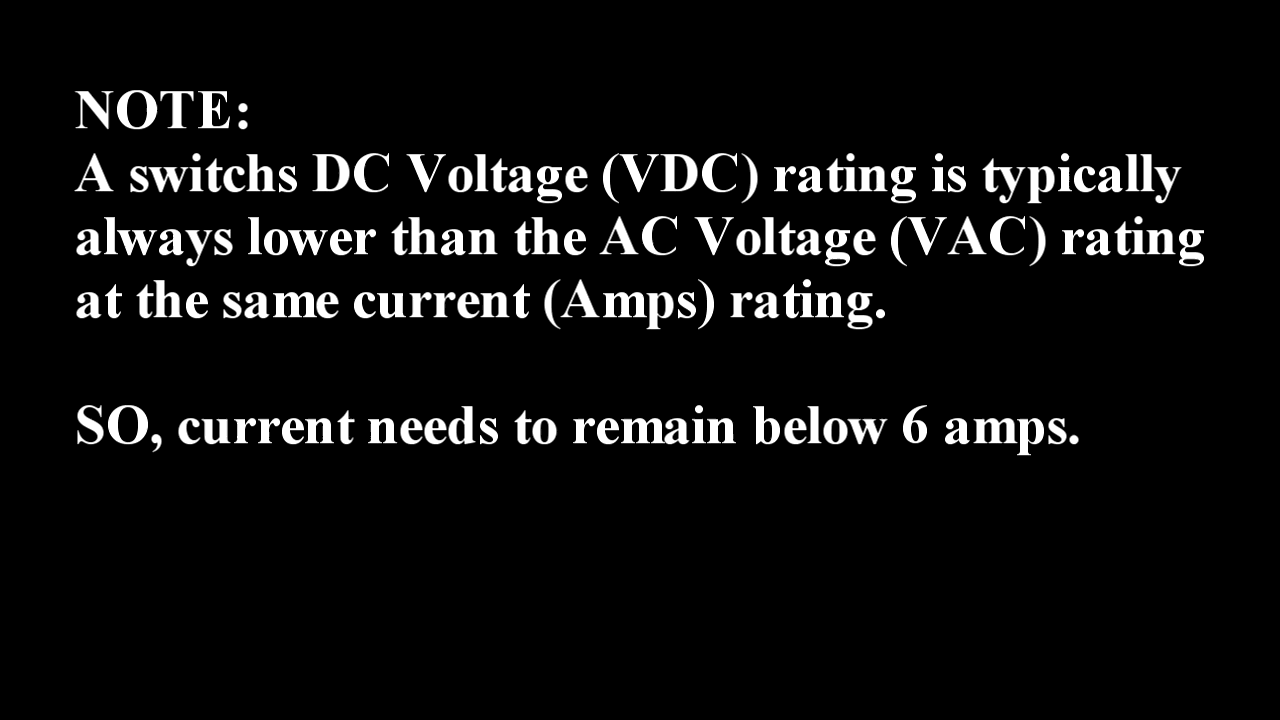 NOTE:
A switchs DC Voltage (VDC) rating is typically
always lower than the AC Voltage (VAC) rating
at the same current (Amps) rating.
SO, current needs to remain below 6 amps.